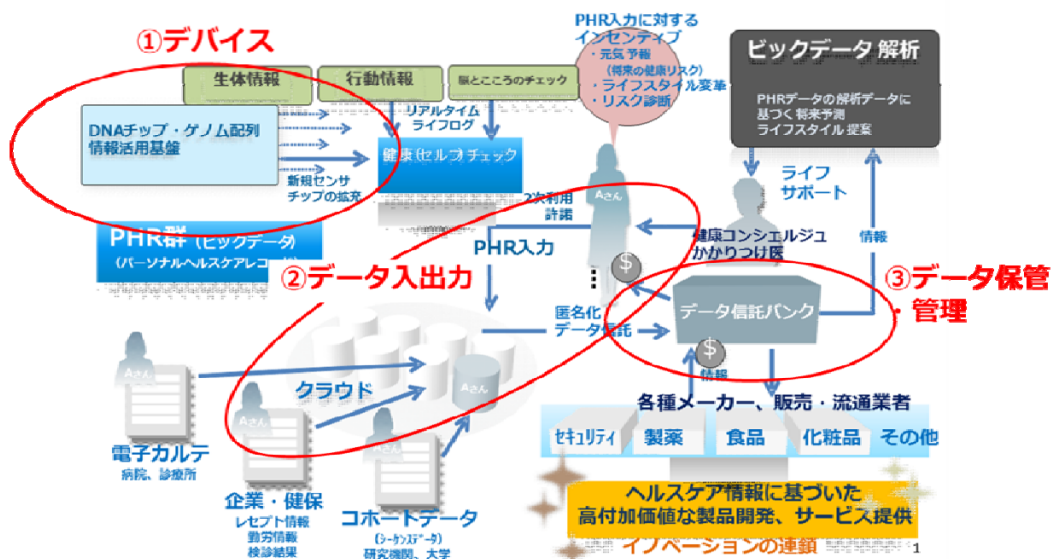 ①デバイス
生体情報
行動情報
脳とこころのチェック
PHR入力に対する
インセンティブ
・元気予報
(将来の健康リスク)
・ライフスタイル変革
・リスク診断
ビックデータ 解析
PHRデータの解析データに
基づく将来予測
ライフスタイル 提案
DNAチップ・ゲノム配列
情報活用基盤
リアルタイム
ライフログ
健康(セルフ)チェック
新規センサ
チップの拡充
Aさん
2次利用
許諾
ライフ
サポート
PHR群 (ビックデータ)
(パーソナルヘルスケアレコード)
PHR入力
健康コンシェルジュ
かかりつけ医
情報
②データ入出力
$
③データ保管
・管理
匿名化
データ信託
データ信託バンク
$
情報
クラウド
Aさん
Aさん
Aさん
Aさん
電子カルテ
病院、診療所
企業・健保
レセプト情報
勤労情報
検診結果
コホートデータ
(シーケンスデータ)
研究機関、大学
各種メーカー、販売・流通業者
セキュリティ
製薬
食品
化粧品
その他
ヘルスケア情報に基づいた
高付加価値な製品開発、サービス提供
イノベーションの連鎖
1